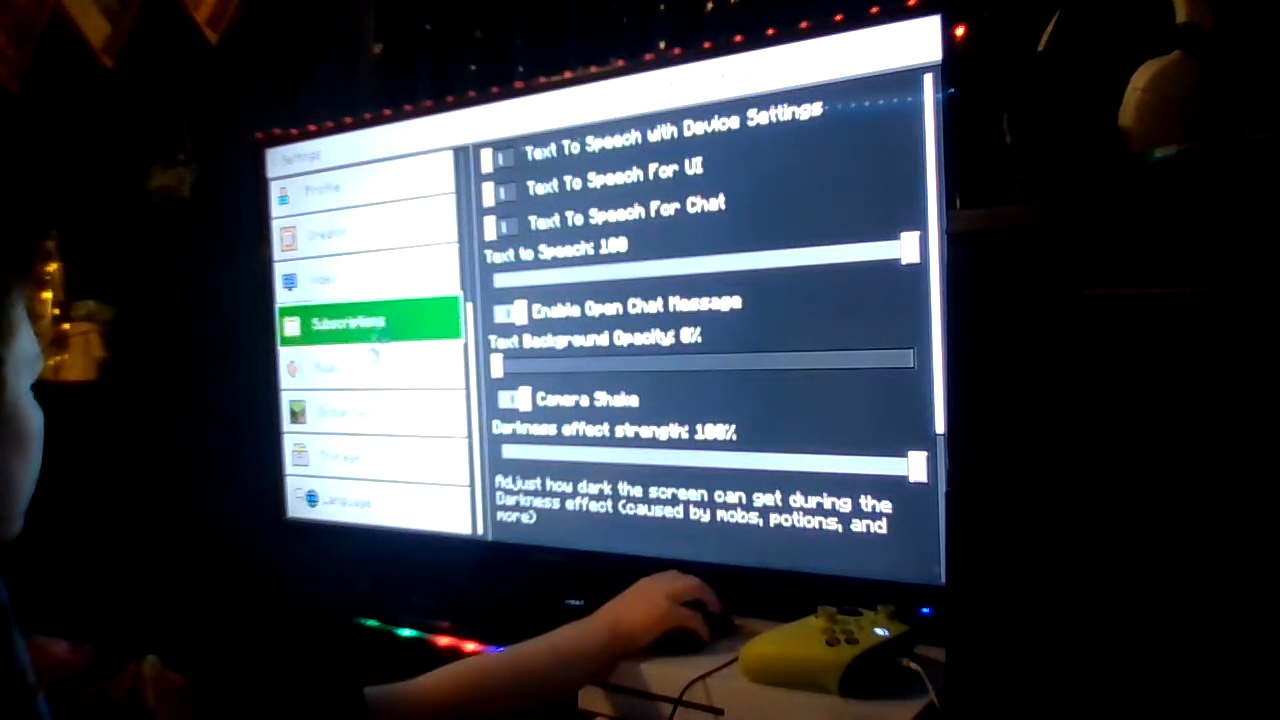 Settings
Profile
Creator
Video
Subscriptions
Storage
Language
Text To Speech with Device Settings
Text To Speech For UI
Text To Speech For Chat
Text to Speech: 100
Enable Open Chat Message
Text Background Opacity: 0%
Camera Shake
Darkness effect strength: 100%
Adjust how dark the screen can get during the
Darkness effect (caused by mobs, potions, and
more)